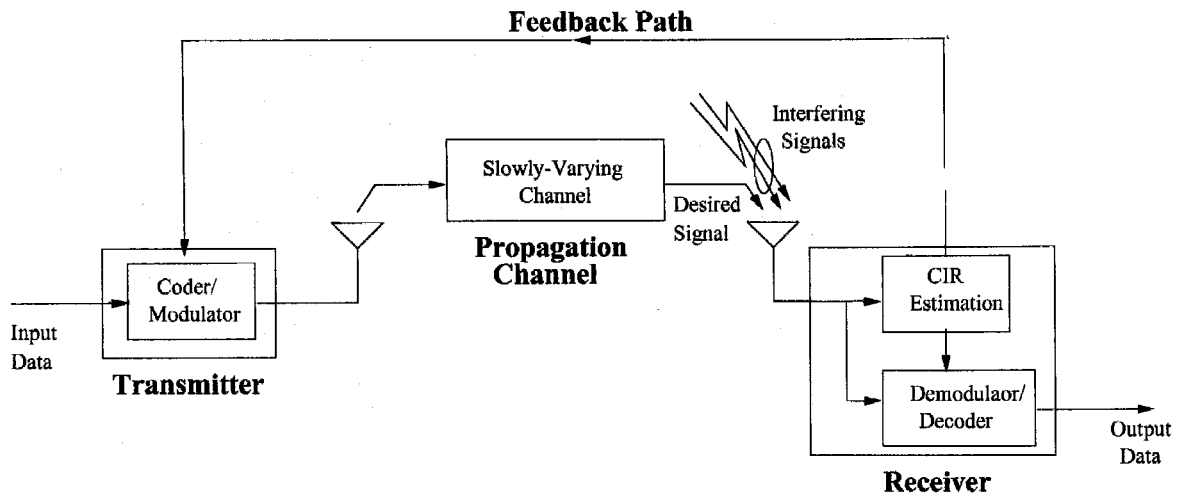 Feedback Path
Interfering
Signals
Slowly-Varying
Channel
Desired
Signal
Propagation
Channel
Coder/
Modulator
Input
Data
Transmitter
CIR
Estimation
Demodulaor/
Decoder
Output
Data
Receiver